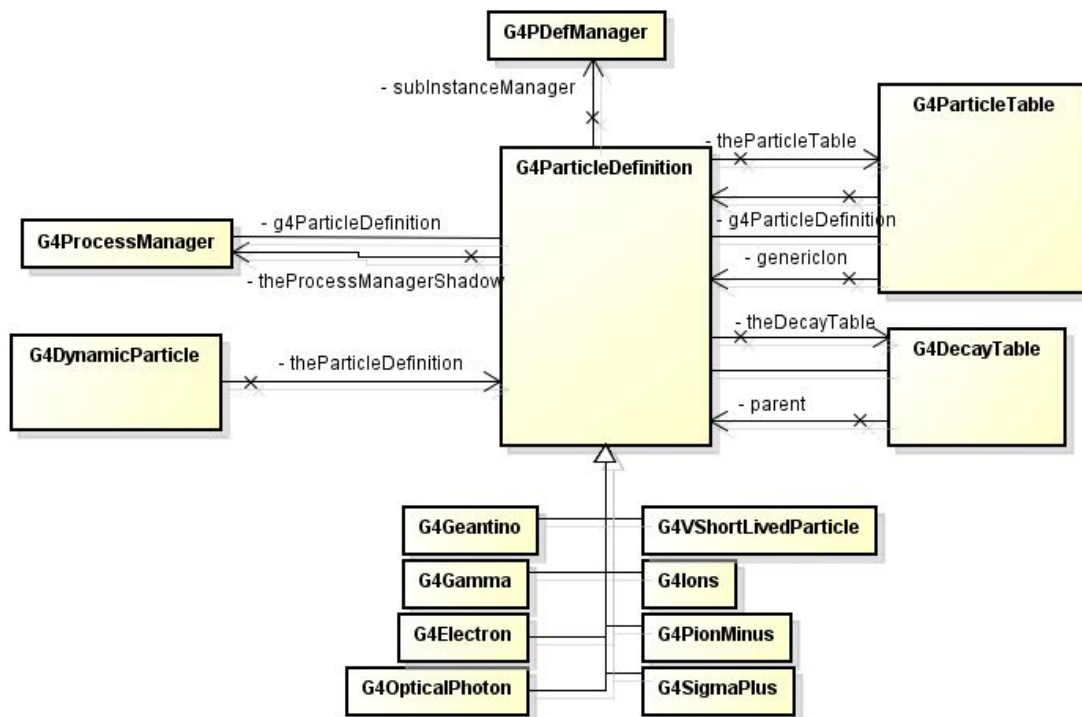 G4PDefManager
- subInstanceManager
G4ParticleTable
- theParticleTable
G4ParticleDefinition
- g4ParticleDefinition
- g4ParticleDefinition
G4ProcessManager
- genericIon
- theProcessManagerShadow
- theDecayTable
G4DynamicParticle
G4DecayTable
- theParticleDefinition
- parent
G4Geantino
G4VShortLivedParticle
G4Gamma
G4Ions
G4Electron
G4PionMinus
G4OpticalPhoton
G4SigmaPlus